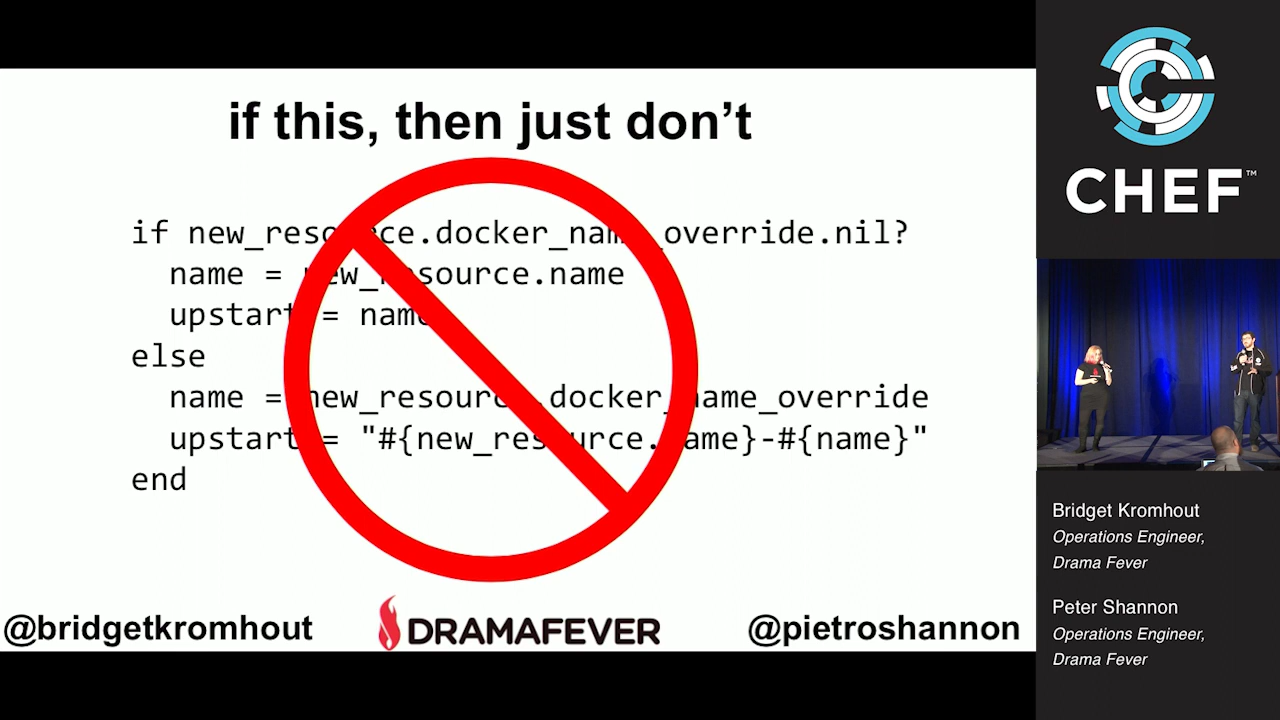 if this, then just don't
if new_resource.docker_name_override.nil?
name = new_resource.name
upstart = name
else
name = new_resource.docker_name_override
upstart = "#{new_resource.name}-#{name}"
end
@bridgetkromhout
DRAMAFEVER
@pietroshannon
CHEF™
Bridget Kromhout
Operations Engineer,
Drama Fever
Peter Shannon
Operations Engineer,
Drama Fever